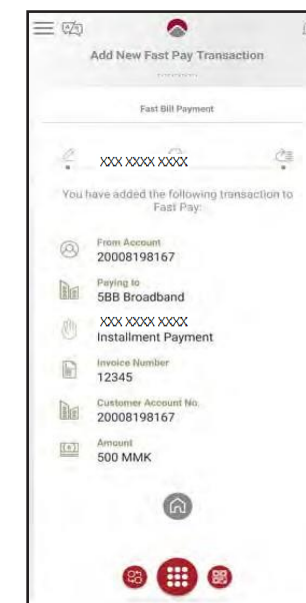 Add New Fast Pay Transaction
Fast Bill Payment
XXX XXXX XXXX
You have added the following transaction to
Fast Pay:
From Account
20008198167
Paying to
5BB Broadband
XXX XXXX XXXX
Installment Payment
Invoice Number
12345
Customer Account No.
20008198167
Amount
500 MMK